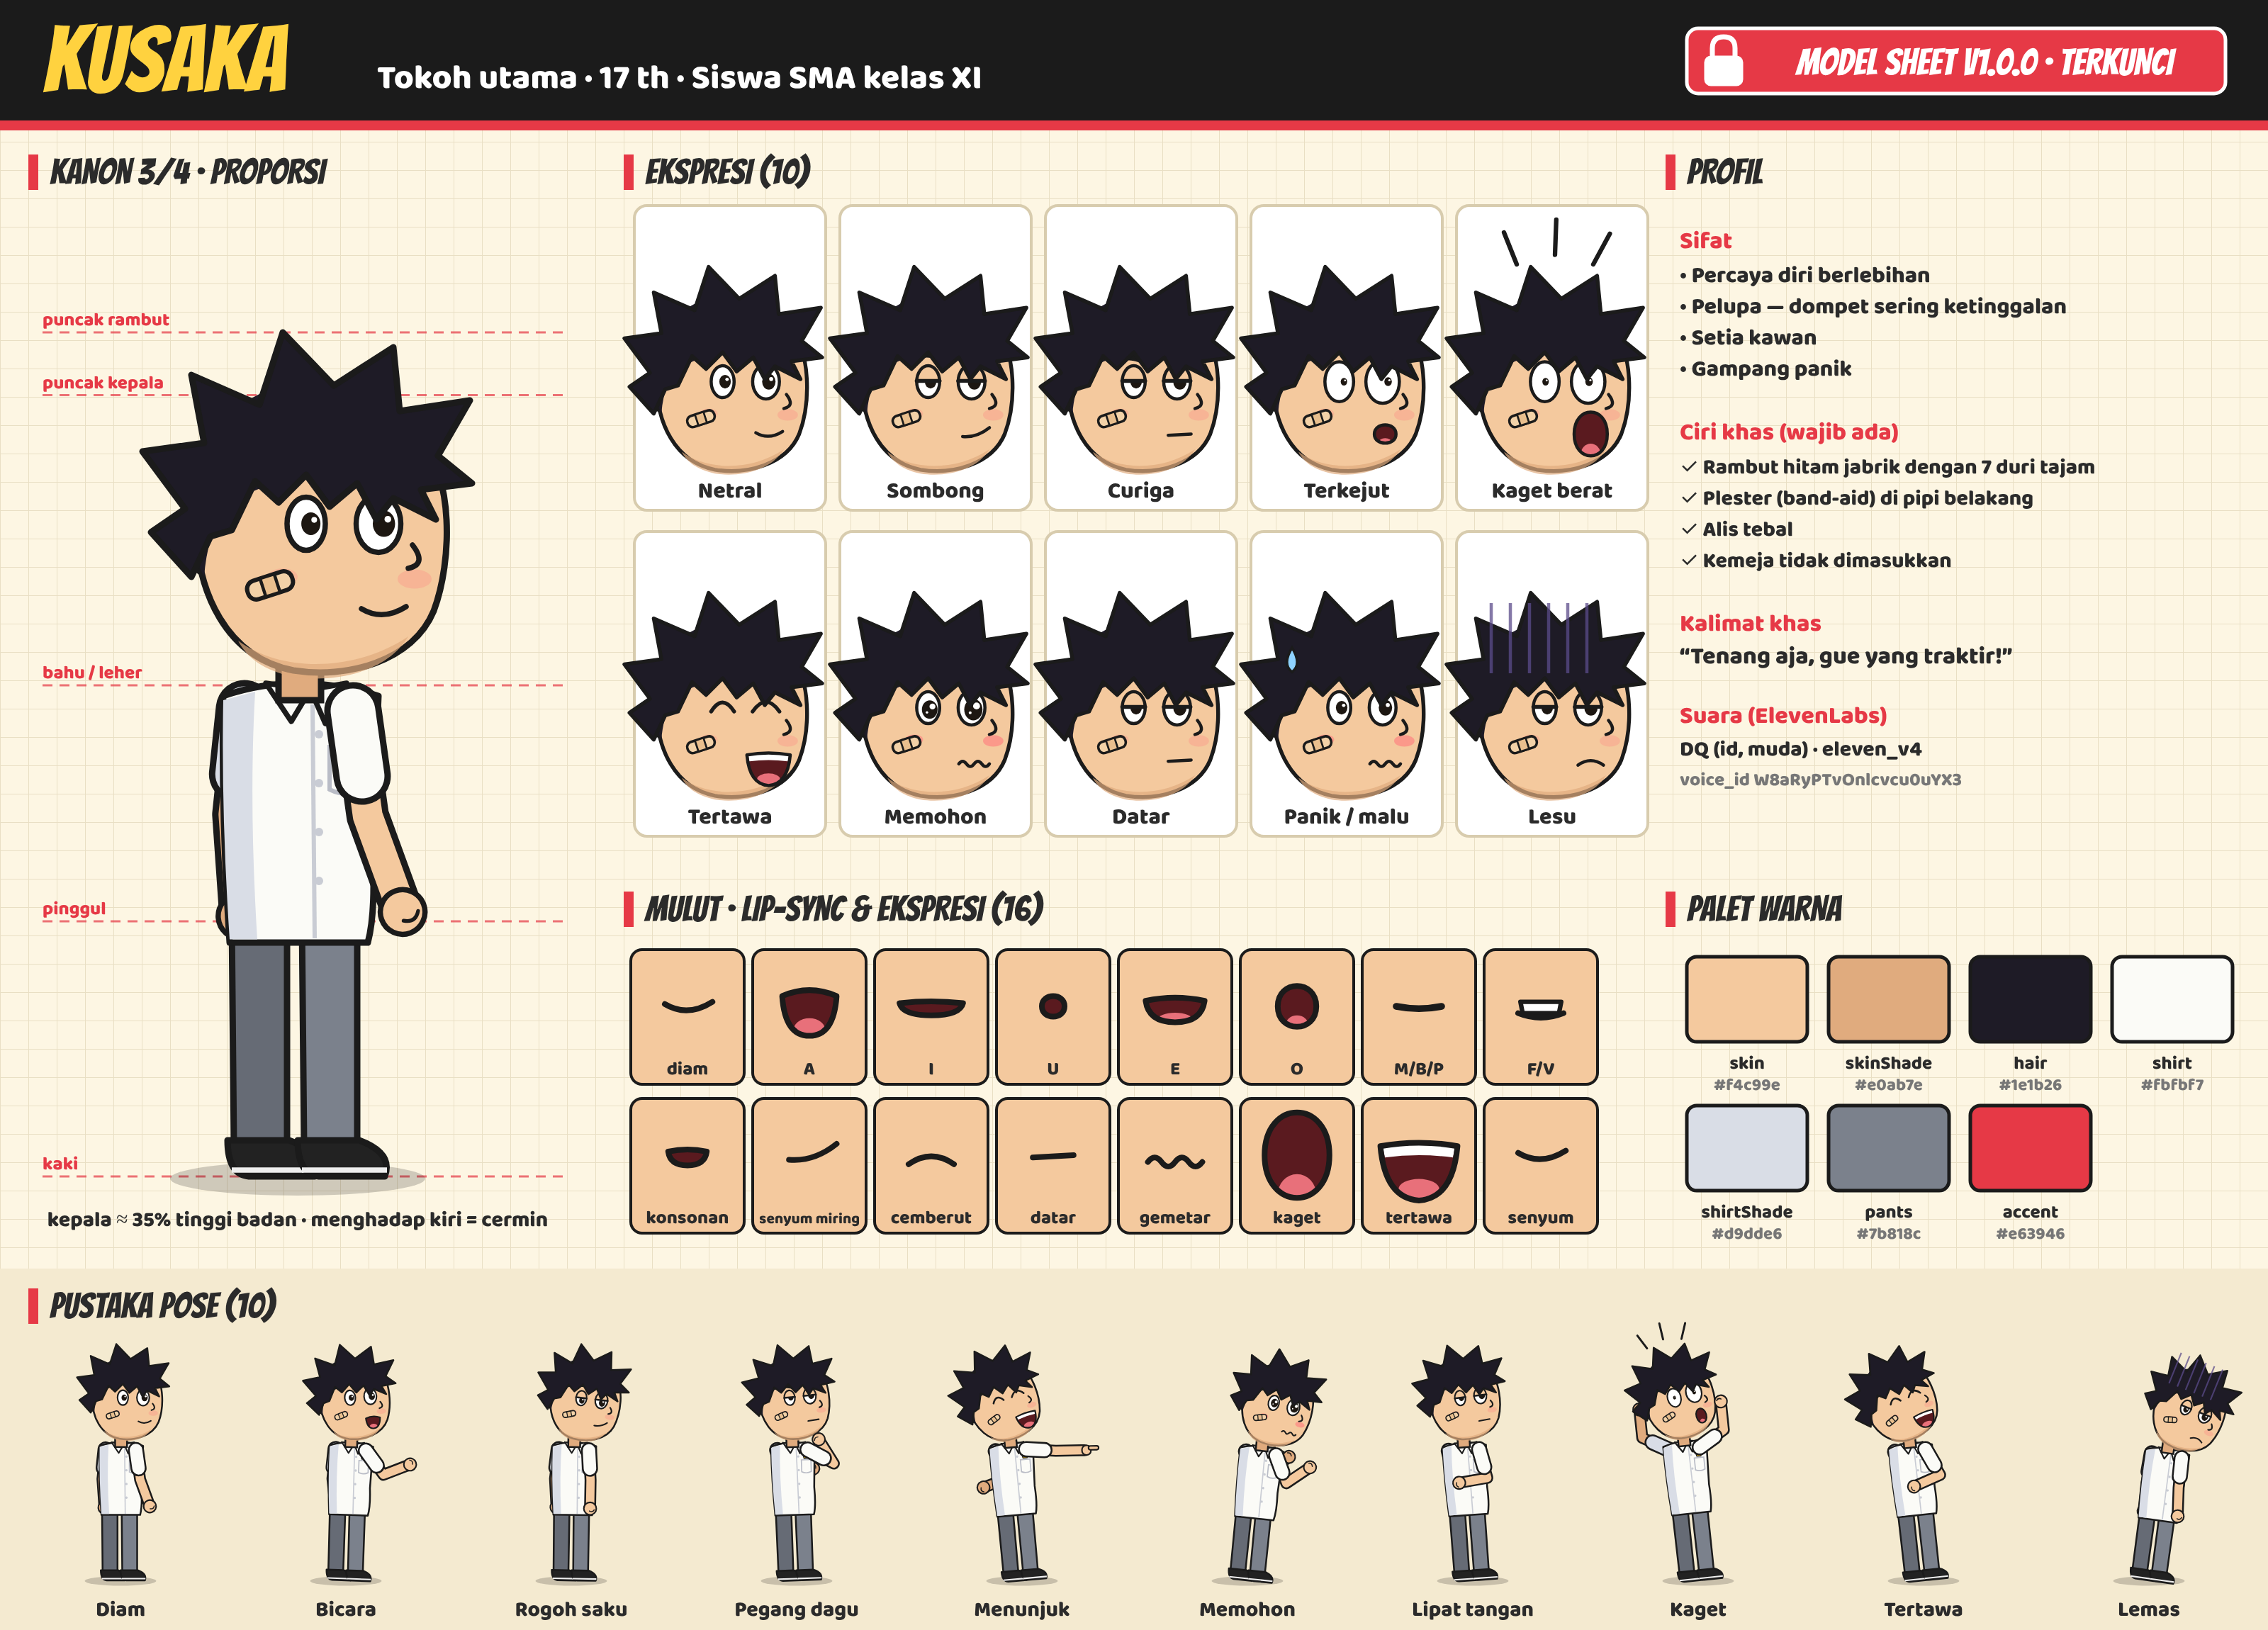 KUSAKA
Tokoh utama · 17 th · Siswa SMA kelas XI
MODEL SHEET V1.0.0 · TERKUNCI
KANON 3/4 · PROPORSI
puncak rambut
puncak kepala
bahu / leher
pinggul
kaki
kepala ≈ 35% tinggi badan · menghadap kiri = cermin
EKSPRESI (10)
Netral
Sombong
Curiga
Terkejut
Kaget berat
Tertawa
Memohon
Datar
Panik / malu
Lesu
MULUT · LIP-SYNC & EKSPRESI (16)
diam
A
I
U
E
O
M/B/P
F/V
konsonan
senyum miring
cemberut
datar
gemetar
kaget
tertawa
senyum
PROFIL
Sifat
• Percaya diri berlebihan
• Pelupa — dompet sering ketinggalan
• Setia kawan
• Gampang panik
Ciri khas (wajib ada)
✓ Rambut hitam jabrik dengan 7 duri tajam
✓ Plester (band-aid) di pipi belakang
✓ Alis tebal
✓ Kemeja tidak dimasukkan
Kalimat khas
“Tenang aja, gue yang traktir!”
Suara (ElevenLabs)
DQ (id, muda) · eleven_v4
voice_id W8aRyPTvOnlcvcu0uYX3
PALET WARNA
skin
#f4c99e
skinShade
#e0ab7e
hair
#1e1b26
shirt
#fbfbf7
shirtShade
#d9dde6
pants
#7b818c
accent
#e63946
PUSTAKA POSE (10)
Diam
Bicara
Rogoh saku
Pegang dagu
Menunjuk
Memohon
Lipat tangan
Kaget
Tertawa
Lemas